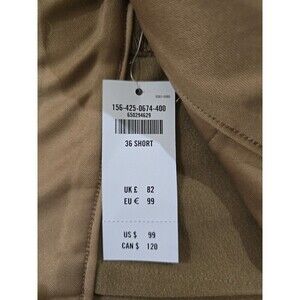 156-425-0674-400
650294629
36 SHORT
UK £ 82
EU € 99
US $ 99
CAN $ 120